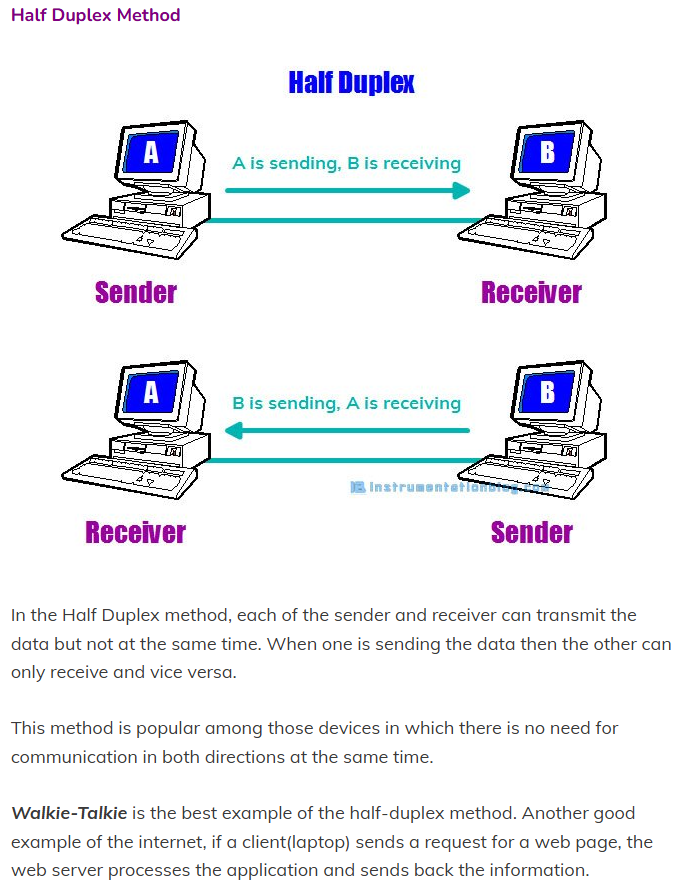 Half Duplex Method
Half Duplex
A
A is sending, B is receiving
B
Sender
Receiver
A
B is sending, A is receiving
B
instrumentationblog.com
Receiver
Sender
In the Half Duplex method, each of the sender and receiver can transmit the
data but not at the same time. When one is sending the data then the other can
only receive and vice versa.
This method is popular among those devices in which there is no need for
communication in both directions at the same time.
Walkie-Talkie is the best example of the half-duplex method. Another good
example of the internet, if a client(laptop) sends a request for a web page, the
web server processes the application and sends back the information.